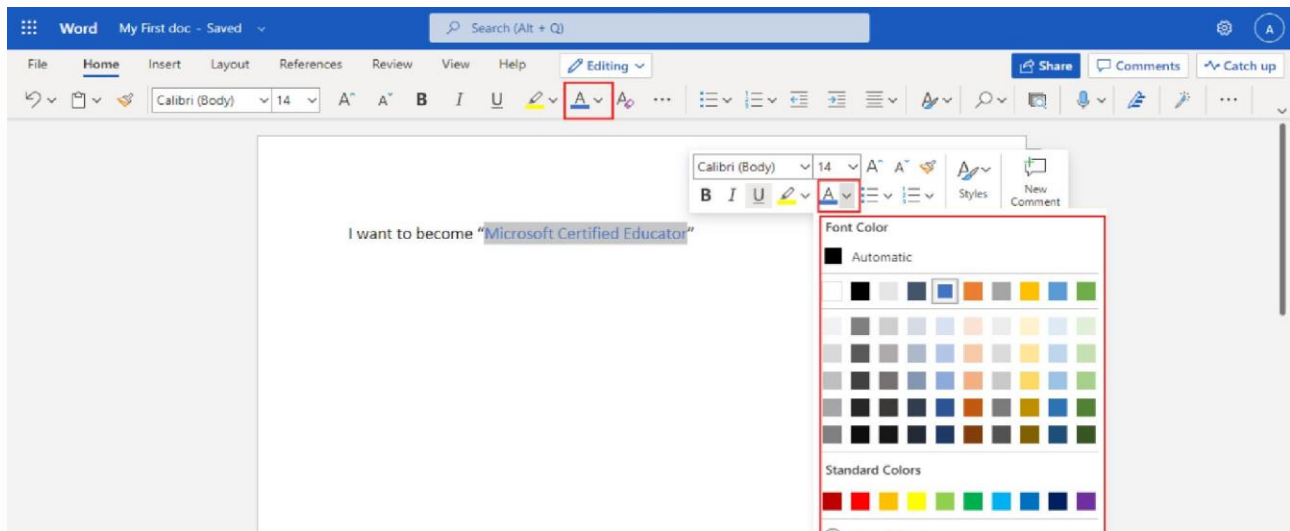 Word My First doc - Saved Search (Alt + Q) A
File Home Insert Layout References Review View Help Editing Share Comments Catch up
Calibri (Body) 14 A A B I U A A
Calibri (Body) 14 A A
B I U A Styles New Comment
I want to become “Microsoft Certified Educator”
Font Color
Automatic
Standard Colors